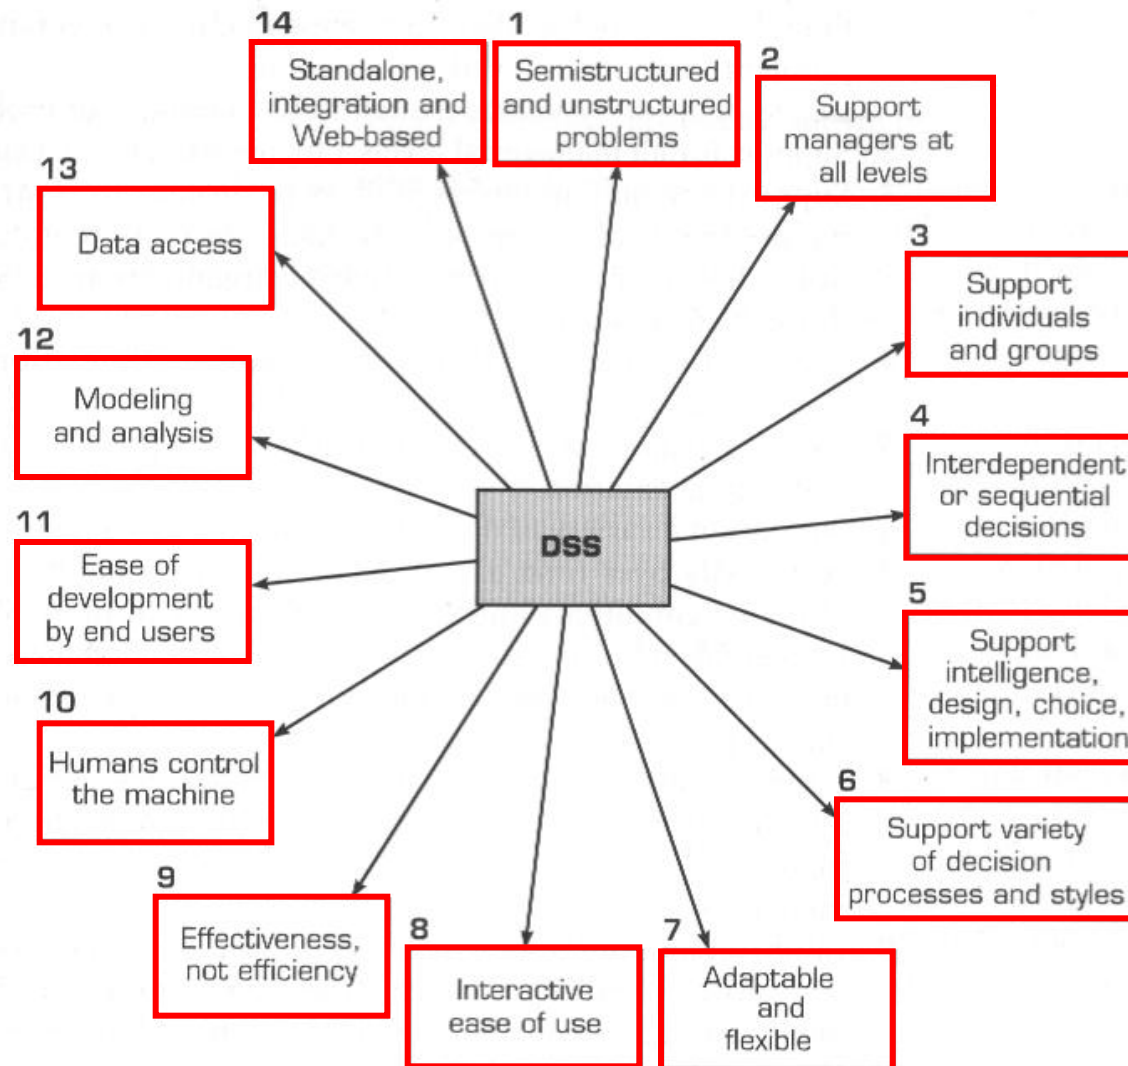 14
Standalone,
integration and
Web-based
1
Semistructured
and unstructured
problems
2
Support
managers at
all levels
3
Support
individuals
and groups
4
Interdependent
or sequential
decisions
5
Support
intelligence,
design, choice,
implementation
6
Support variety
of decision
processes and styles
7
Adaptable
and
flexible
8
Interactive
ease of use
9
Effectiveness,
not efficiency
10
Humans control
the machine
11
Ease of
development
by end users
12
Modeling
and analysis
13
Data access
DSS